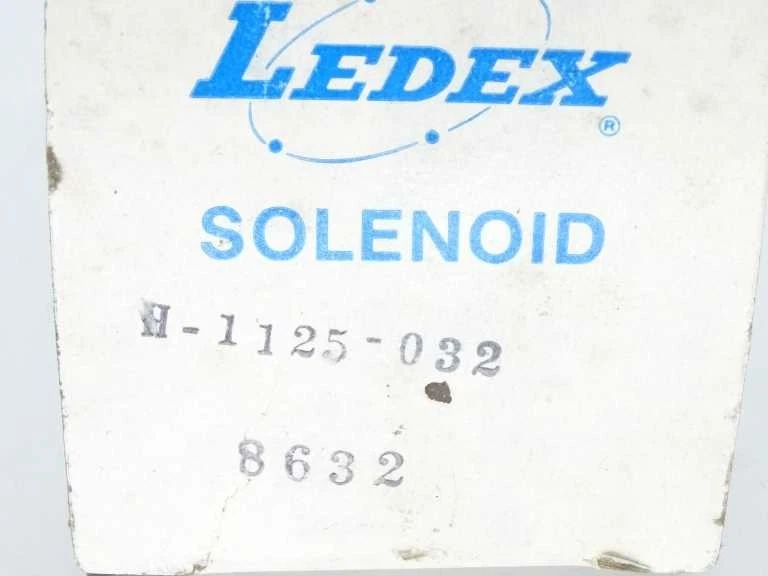 LEDEX®
SOLENOID
H-1125-032
8632